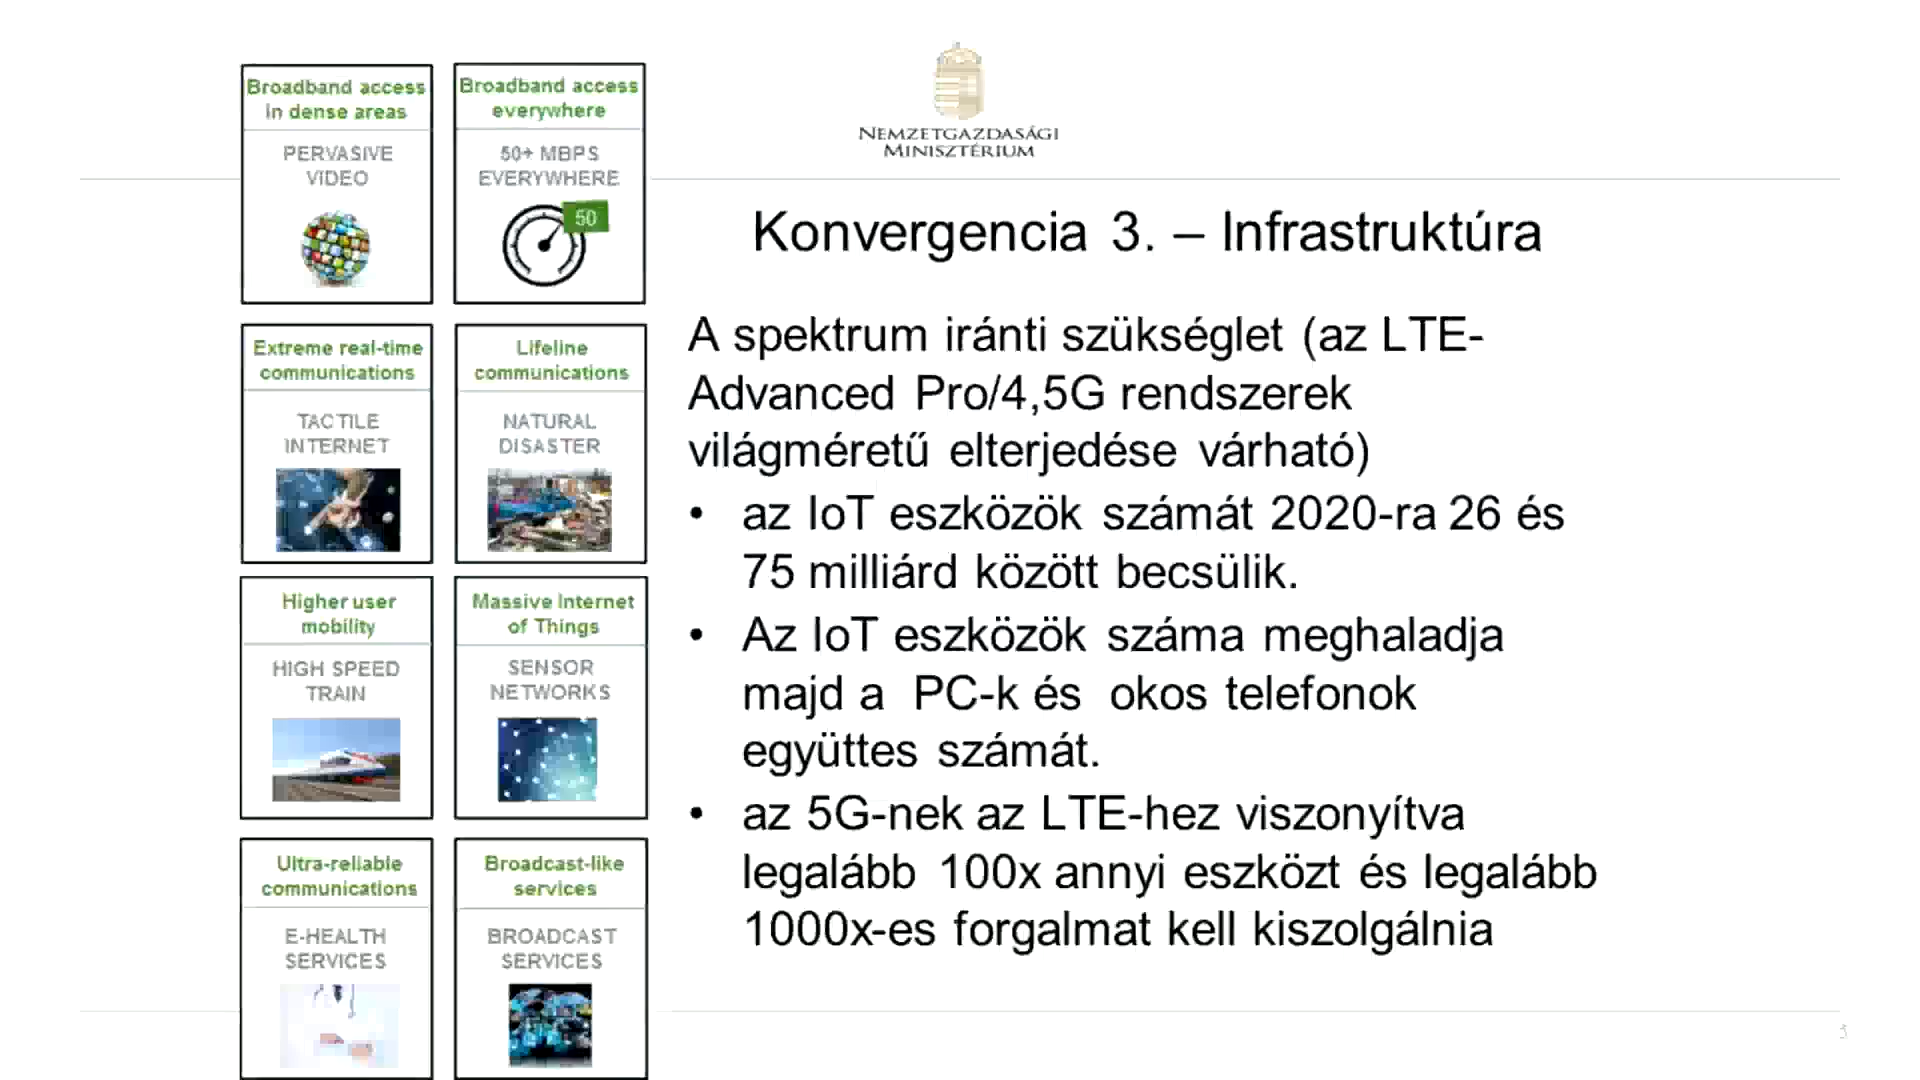 Broadband access
in dense areas
PERVASIVE
VIDEO
Broadband access
everywhere
50+ MBPS
EVERYWHERE
50
Extreme real-time
communications
TACTILE
INTERNET
Lifeline
communications
NATURAL
DISASTER
Higher user
mobility
HIGH SPEED
TRAIN
Massive Internet
of Things
SENSOR
NETWORKS
Ultra-reliable
communications
E-HEALTH
SERVICES
Broadcast-like
services
BROADCAST
SERVICES
NEMZETGAZDASÁGI
MINISZTÉRIUM
Konvergencia 3. – Infrastruktúra
A spektrum iránti szükséglet (az LTE-
Advanced Pro/4,5G rendszerek
világméretű elterjedése várható)
• az IoT eszközök számát 2020-ra 26 és
75 milliárd között becsülik.
• Az IoT eszközök száma meghaladja
majd a PC-k és okos telefonok
együttes számát.
• az 5G-nek az LTE-hez viszonyítva
legalább 100x annyi eszközt és legalább
1000x-es forgalmat kell kiszolgálnia